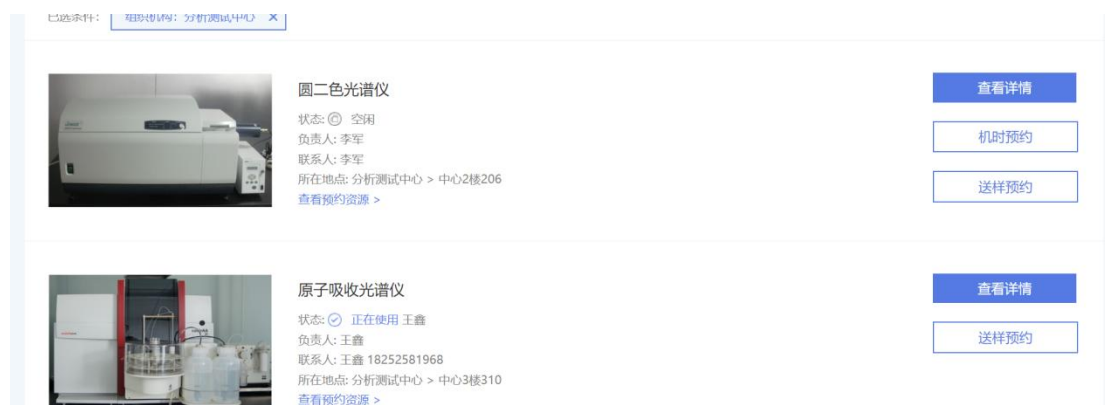 已选条件： 组织机构：分析测试中心 X
圆二色光谱仪
状态: 空闲
负责人: 李军
联系人: 李军
所在地点: 分析测试中心 > 中心2楼206
查看预约资源 >
查看详情
机时预约
送样预约
原子吸收光谱仪
状态: 正在使用 王鑫
负责人: 王鑫
联系人: 王鑫 18252581968
所在地点: 分析测试中心 > 中心3楼310
查看预约资源 >
查看详情
送样预约